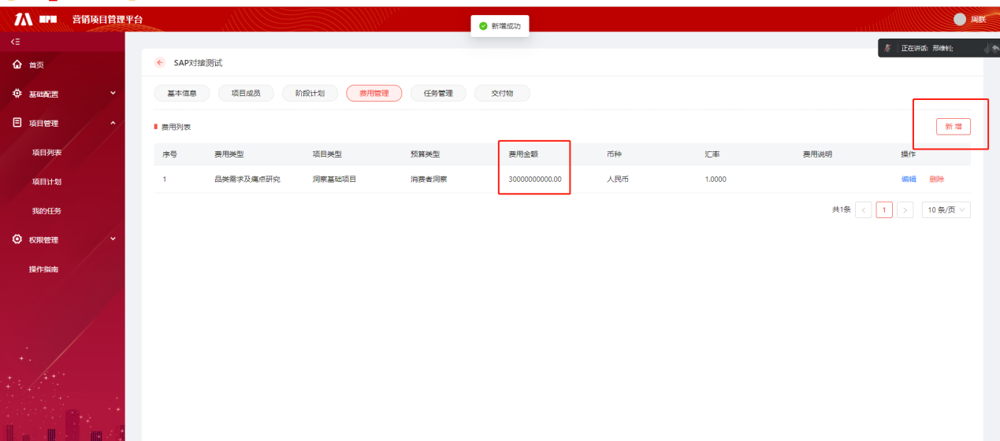 MPM 营销项目管理平台
新增成功
周朕
正在讲话: 邢维钊;
首页
基础配置
项目管理
项目列表
项目计划
我的任务
权限管理
操作指南
SAP对接测试
基本信息 项目成员 阶段计划 费用管理 任务管理 交付物
费用列表
新 增
序号 费用类型 项目类型 预算类型 费用金额 币种 汇率 费用说明 操作
1 品类需求及痛点研究 洞察基础项目 消费者洞察 30000000000.00 人民币 1.0000 编辑 删除
共1条 < 1 > 10 条/页